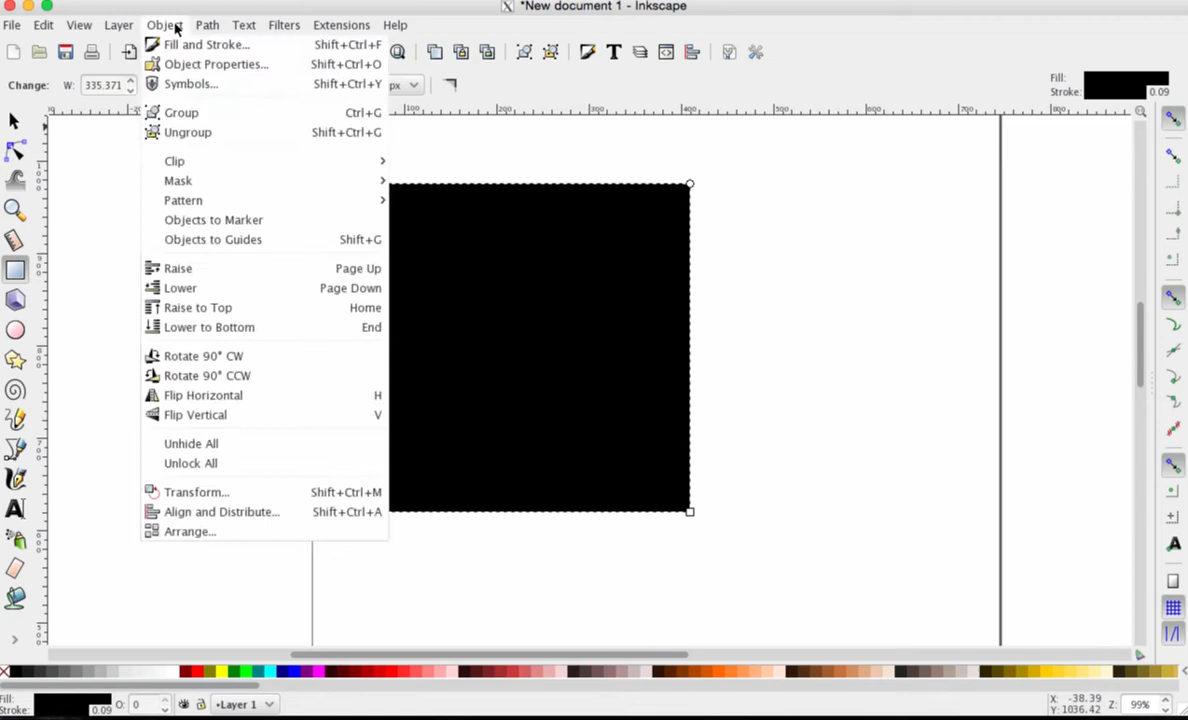 *New document 1 - Inkscape
File Edit View Layer Object Path Text Filters Extensions Help
Change: W: 335.371 px Fill:
Stroke: 0.09
Fill and Stroke... Shift+Ctrl+F
Object Properties... Shift+Ctrl+O
Symbols... Shift+Ctrl+Y
Group Ctrl+G
Ungroup Shift+Ctrl+G
Clip
Mask
Pattern
Objects to Marker
Objects to Guides Shift+G
Raise Page Up
Lower Page Down
Raise to Top Home
Lower to Bottom End
Rotate 90° CW
Rotate 90° CCW
Flip Horizontal H
Flip Vertical V
Unhide All
Unlock All
Transform... Shift+Ctrl+M
Align and Distribute... Shift+Ctrl+A
Arrange...
Fill:
Stroke: 0.09 O: 0 •Layer 1 X: -38.39
Y: 1036.42 Z: 99%